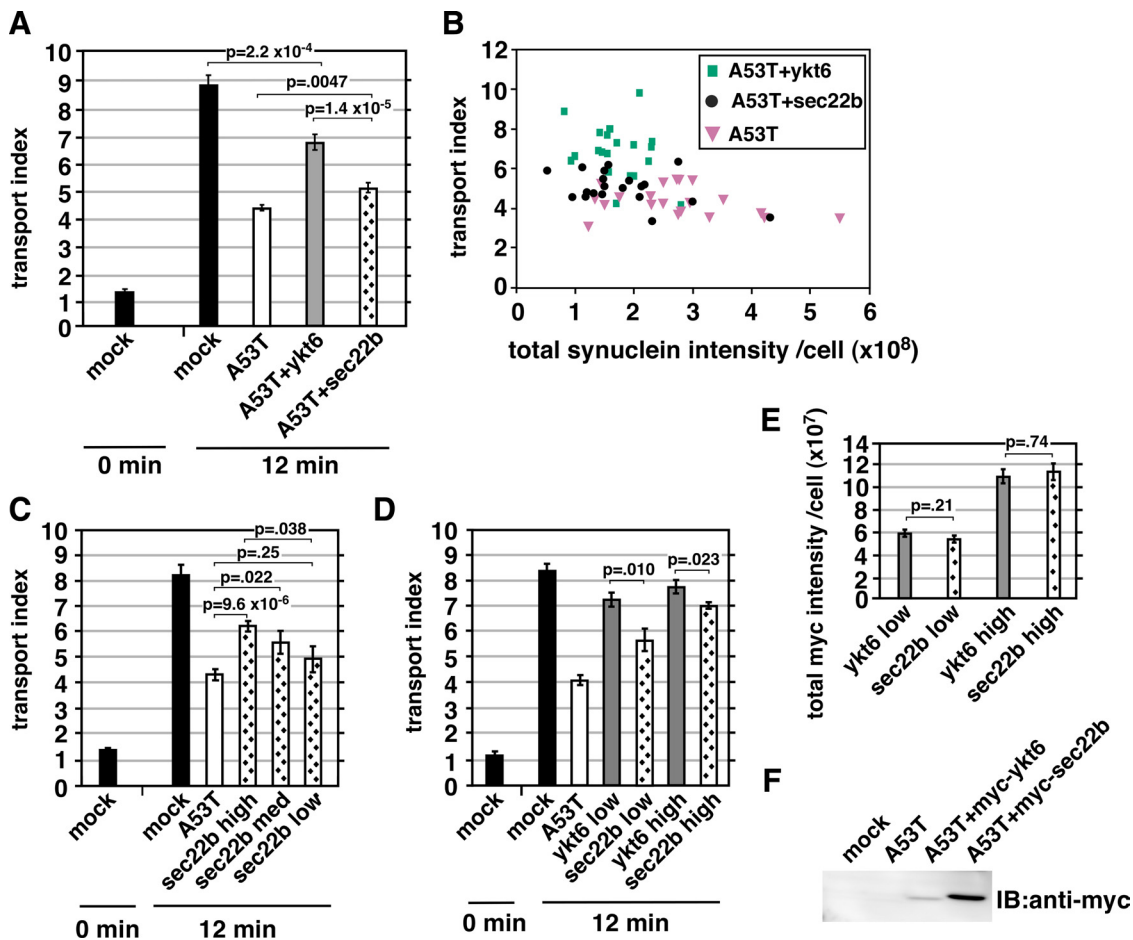 A
transport index
10
9
8
7
6
5
4
3
2
1
0
p=2.2 x10-4
p=.0047
p=1.4 x10-5
mock
mock
A53T
A53T+ykt6
A53T+sec22b
0 min
12 min
B
transport index
12
10
8
6
4
2
0
A53T+ykt6
A53T+sec22b
A53T
0 1 2 3 4 5 6
total synuclein intensity /cell (x10⁸)
C
transport index
10
9
8
7
6
5
4
3
2
1
0
p=.038
p=.25
p=.022
p=9.6 x10-6
mock
mock
A53T
sec22b high
sec22b med
sec22b low
0 min
12 min
D
transport index
10
9
8
7
6
5
4
3
2
1
0
p=.010
p=.023
mock
mock
A53T
ykt6 low
sec22b low
ykt6 high
sec22b high
0 min
12 min
E
total myc intensity /cell (x10⁷)
14
12
10
8
6
4
2
0
p=.21
p=.74
ykt6 low
sec22b low
ykt6 high
sec22b high
F
mock
A53T
A53T+myc-ykt6
A53T+myc-sec22b
IB:anti-myc